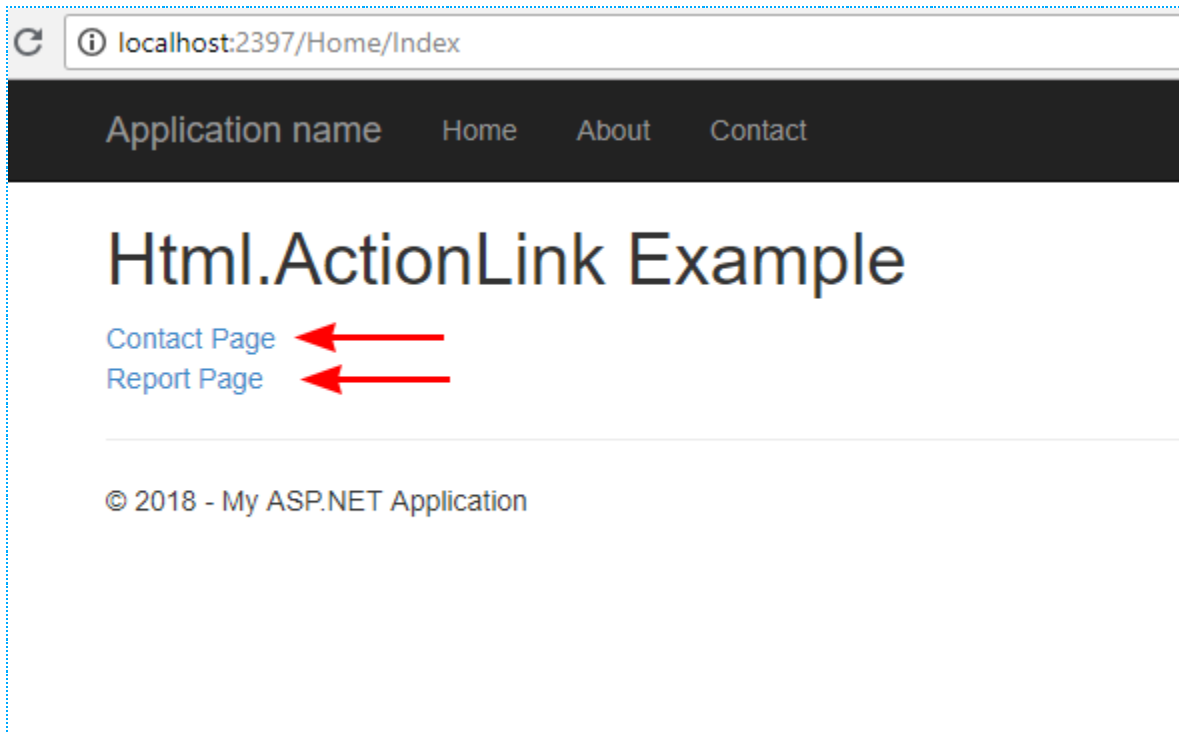 localhost:2397/Home/Index
Application name Home About Contact
Html.ActionLink Example
Contact Page
Report Page
© 2018 - My ASP.NET Application